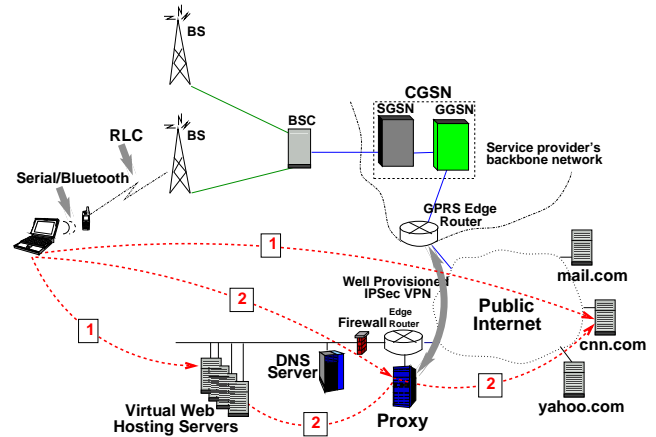 BS
CGSN
SGSN
GGSN
BSC
BS
RLC
Service provider's
backbone network
Serial/Bluetooth
GPRS Edge
Router
1
mail.com
Well Provisioned
IPSec VPN
2
Public
Internet
1
Edge
Router
Firewall
cnn.com
DNS
Server
2
Virtual Web
Hosting Servers
2
Proxy
yahoo.com